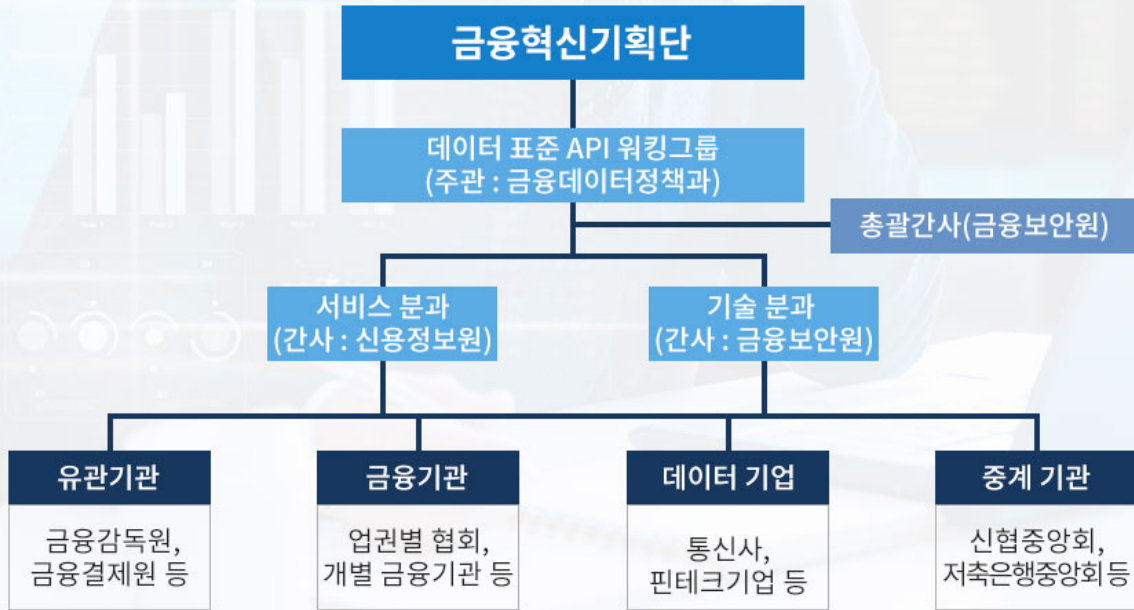 금융혁신기획단
데이터 표준 API 워킹그룹
(주관 : 금융데이터정책과)
총괄간사(금융보안원)
서비스 분과
(간사 : 신용정보원)
기술 분과
(간사 : 금융보안원)
유관기관
금융감독원,
금융결제원 등
금융기관
업권별 협회,
개별 금융기관 등
데이터 기업
통신사,
핀테크기업 등
중계 기관
신협중앙회,
저축은행중앙회 등